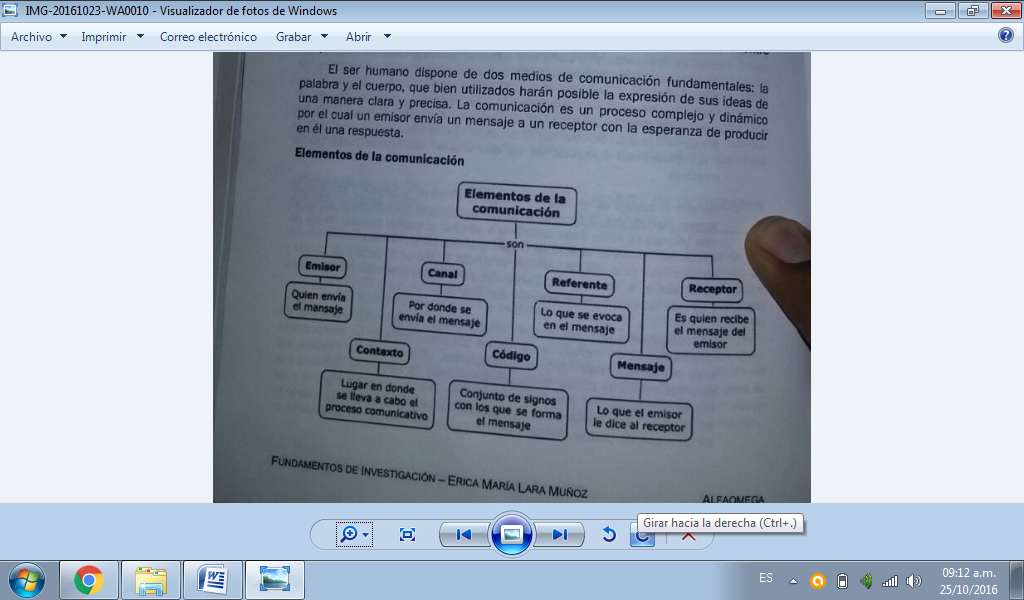 IMG-20161023-WA0010 - Visualizador de fotos de Windows
Archivo Imprimir Correo electrónico Grabar Abrir
El ser humano dispone de dos medios de comunicación fundamentales: la
palabra y el cuerpo, que bien utilizados harán posible la expresión de sus ideas de
una manera clara y precisa. La comunicación es un proceso complejo y dinámico
por el cual un emisor envía un mensaje a un receptor con la esperanza de producir
en él una respuesta.
Elementos de la comunicación
Elementos de la
comunicación
son
Emisor
Quien envía
el mansaje
Canal
Por donde se
envía el mensaje
Referente
Lo que se evoca
en el mensaje
Receptor
Es quien recibe
el mensaje del
emisor
Contexto
Lugar en donde
se lleva a cabo el
proceso comunicativo
Código
Conjunto de signos
con los que se forma
el mensaje
Mensaje
Lo que el emisor
le dice al receptor
FUNDAMENTOS DE INVESTIGACIÓN – ERICA MARÍA LARA MUÑOZ
ALFAOMEGA
Girar hacia la derecha (Ctrl+.)
ES
09:12 a.m.
25/10/2016